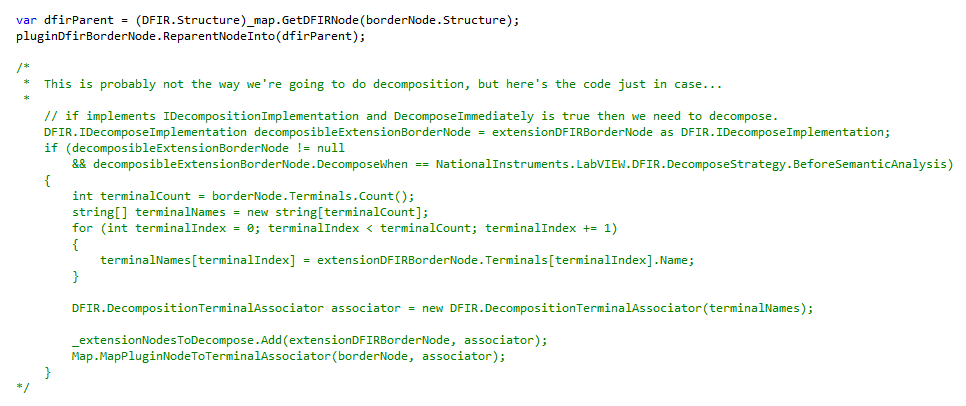 var dfirParent = (DFIR.Structure)_map.GetDFIRNode(borderNode.Structure);
pluginDfirBorderNode.ReparentNodeInto(dfirParent);
/*
*  This is probably not the way we're going to do decomposition, but here's the code just in case...
*
// if implements IDecompositionImplementation and DecomposeImmediately is true then we need to decompose.
DFIR.IDecomposeImplementation decomposibleExtensionBorderNode = extensionDFIRBorderNode as DFIR.IDecomposeImplementation;
if (decomposibleExtensionBorderNode != null
&& decomposibleExtensionBorderNode.DecomposeWhen == NationalInstruments.LabVIEW.DFIR.DecomposeStrategy.BeforeSemanticAnalysis)
{
int terminalCount = borderNode.Terminals.Count();
string[] terminalNames = new string[terminalCount];
for (int terminalIndex = 0; terminalIndex < terminalCount; terminalIndex += 1)
{
terminalNames[terminalIndex] = extensionDFIRBorderNode.Terminals[terminalIndex].Name;
}
DFIR.DecompositionTerminalAssociator associator = new DFIR.DecompositionTerminalAssociator(terminalNames);
_extensionNodesToDecompose.Add(extensionDFIRBorderNode, associator);
Map.MapPluginNodeToTerminalAssociator(borderNode, associator);
}
*/